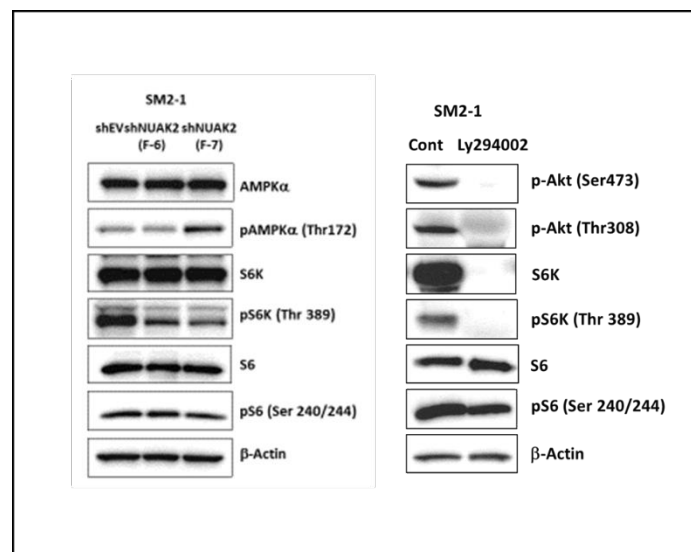 SM2-1
shEVshNUAK2 shNUAK2
(F-6) (F-7)
AMPKα
pAMPKα (Thr172)
S6K
pS6K (Thr 389)
S6
pS6 (Ser 240/244)
β-Actin
SM2-1
Cont Ly294002
p-Akt (Ser473)
p-Akt (Thr308)
S6K
pS6K (Thr 389)
S6
pS6 (Ser 240/244)
β-Actin